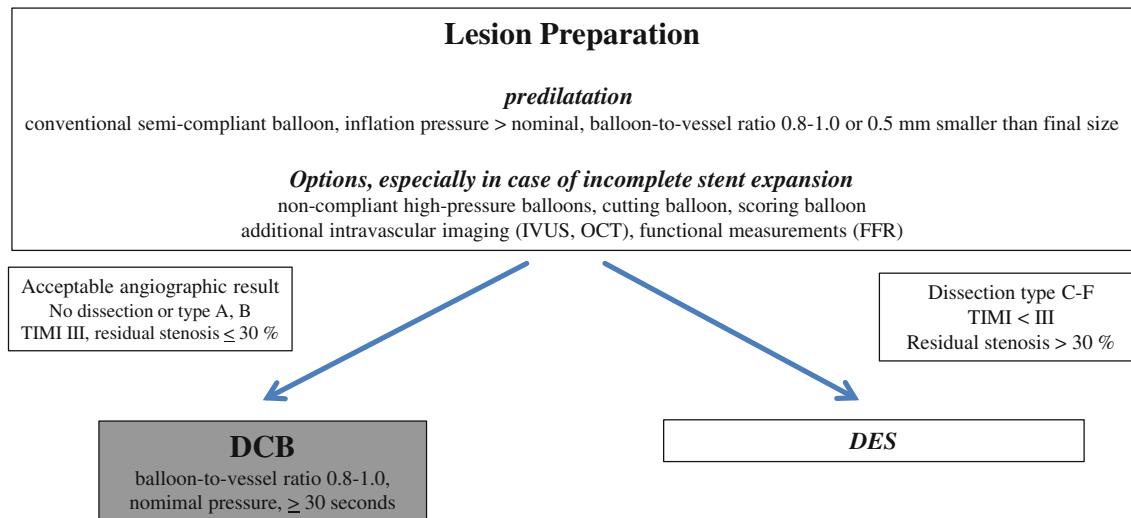 Lesion Preparation
predilatation
conventional semi-compliant balloon, inflation pressure > nominal, balloon-to-vessel ratio 0.8-1.0 or 0.5 mm smaller than final size
Options, especially in case of incomplete stent expansion
non-compliant high-pressure balloons, cutting balloon, scoring balloon
additional intravascular imaging (IVUS, OCT), functional measurements (FFR)
Acceptable angiographic result
No dissection or type A, B
TIMI III, residual stenosis ≤ 30 %
Dissection type C-F
TIMI < III
Residual stenosis > 30 %
DCB
balloon-to-vessel ratio 0.8-1.0,
nomimal pressure, ≥ 30 seconds
DES